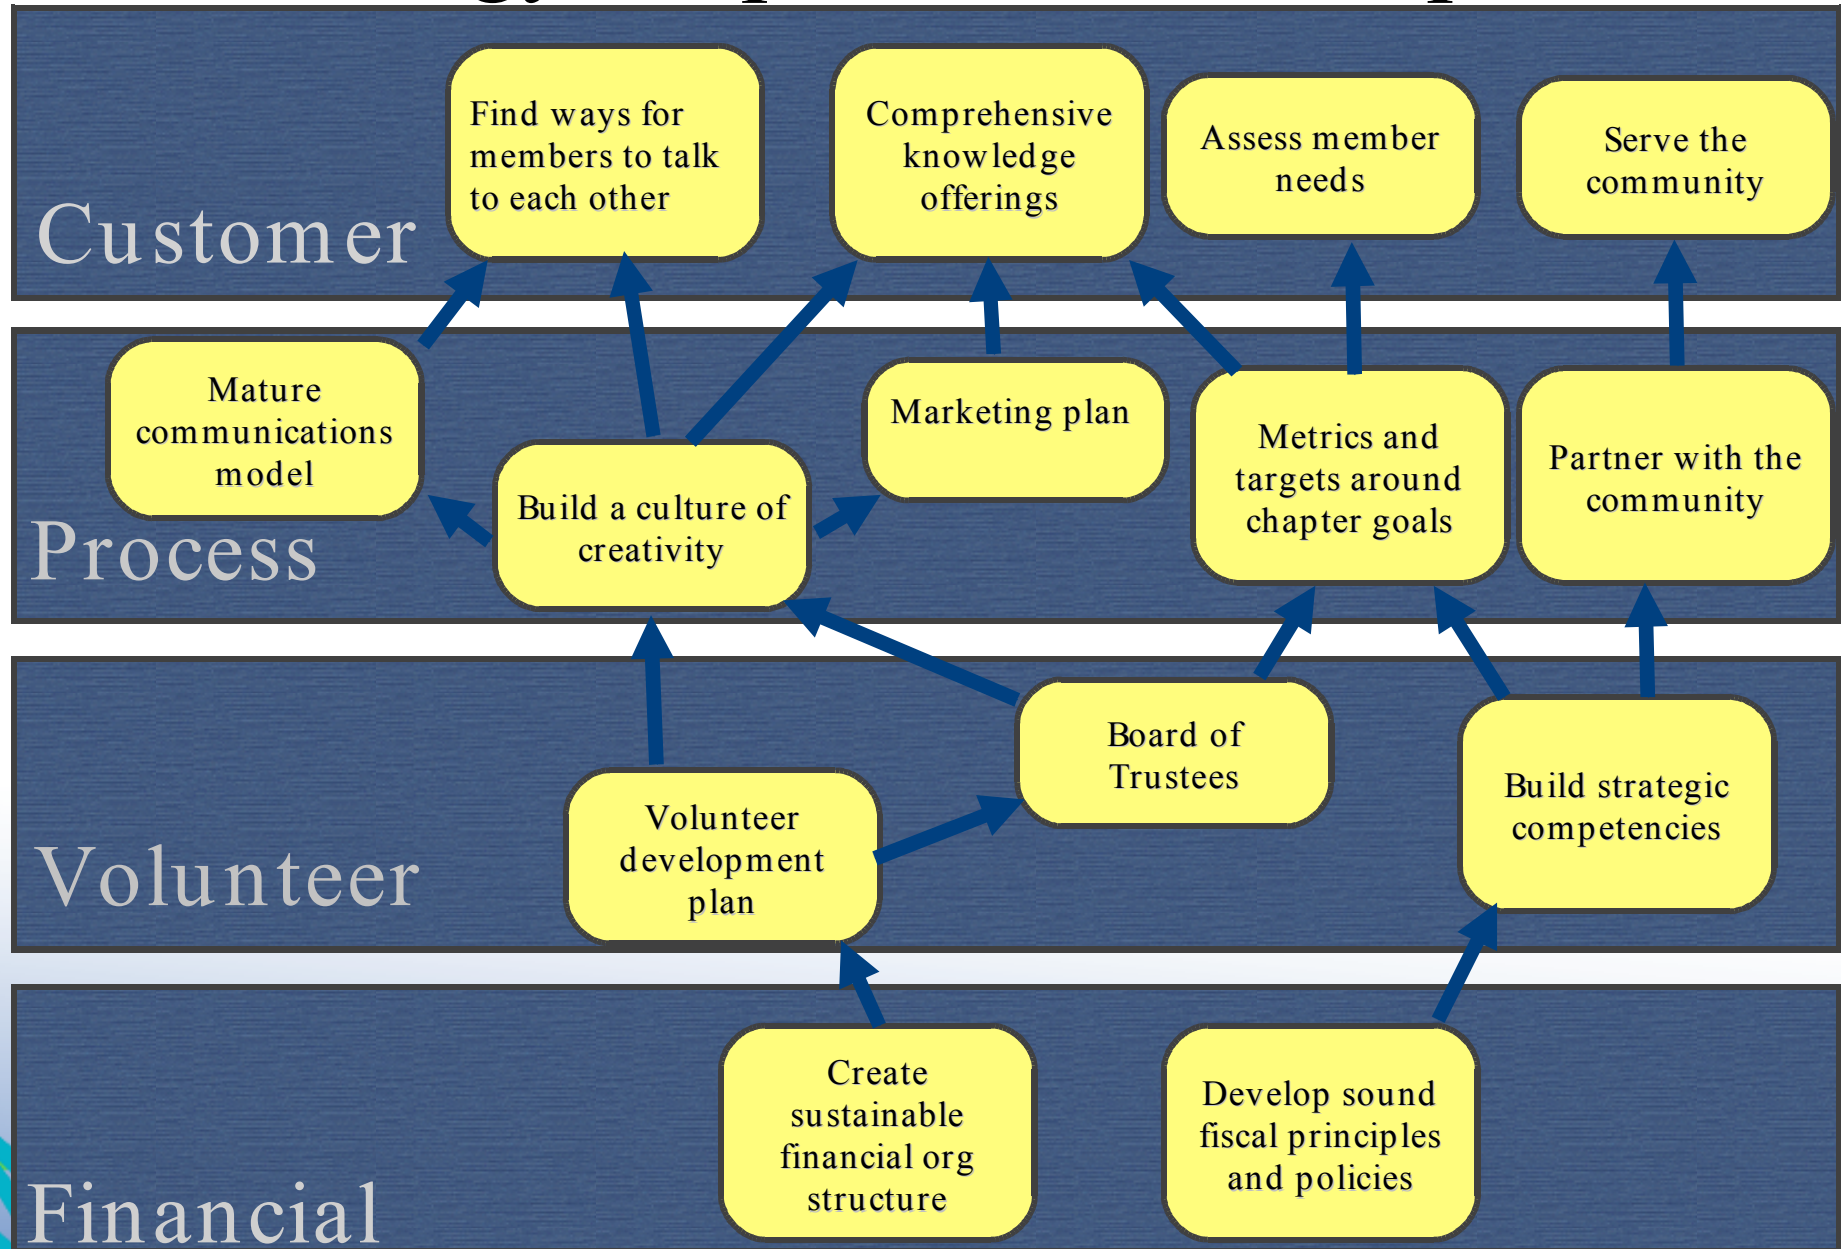 Customer
Find ways for
members to talk
to each other
Comprehensive
knowledge
offerings
Assess member
needs
Serve the
community
Process
Mature
communications
model
Build a culture of
creativity
Marketing plan
Metrics and
targets around
chapter goals
Partner with the
community
Volunteer
Volunteer
development
plan
Board of
Trustees
Build strategic
competencies
Financial
Create
sustainable
financial org
structure
Develop sound
fiscal principles
and policies